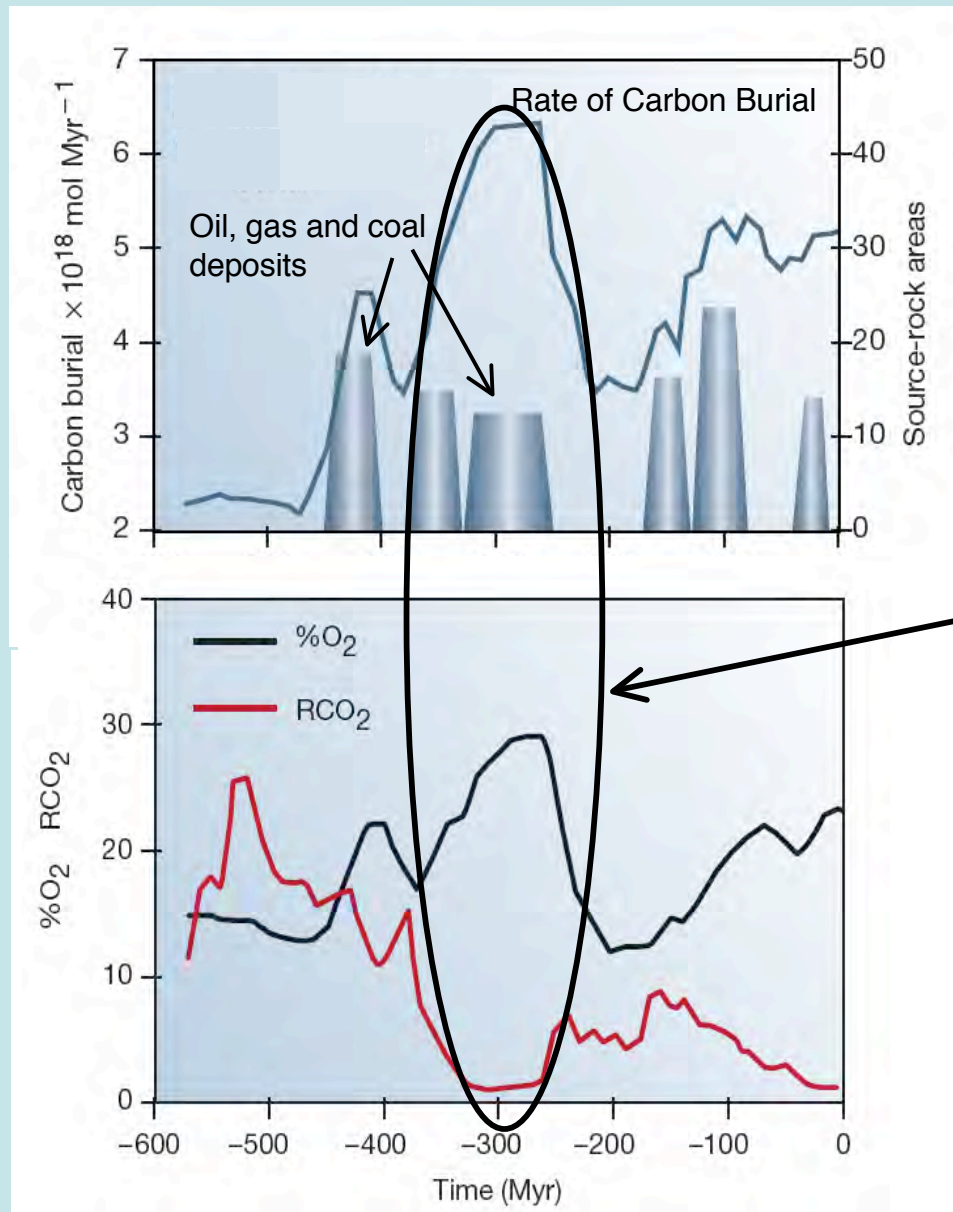 Rate of Carbon Burial
Oil, gas and coal
deposits
Carbon burial × 10¹⁸ mol Myr⁻¹
7
6
5
4
3
2
Source-rock areas
50
40
30
20
10
0
%O₂
RCO₂
%O₂ RCO₂
40
30
20
10
0
−600 −500 −400 −300 −200 −100 0
Time (Myr)